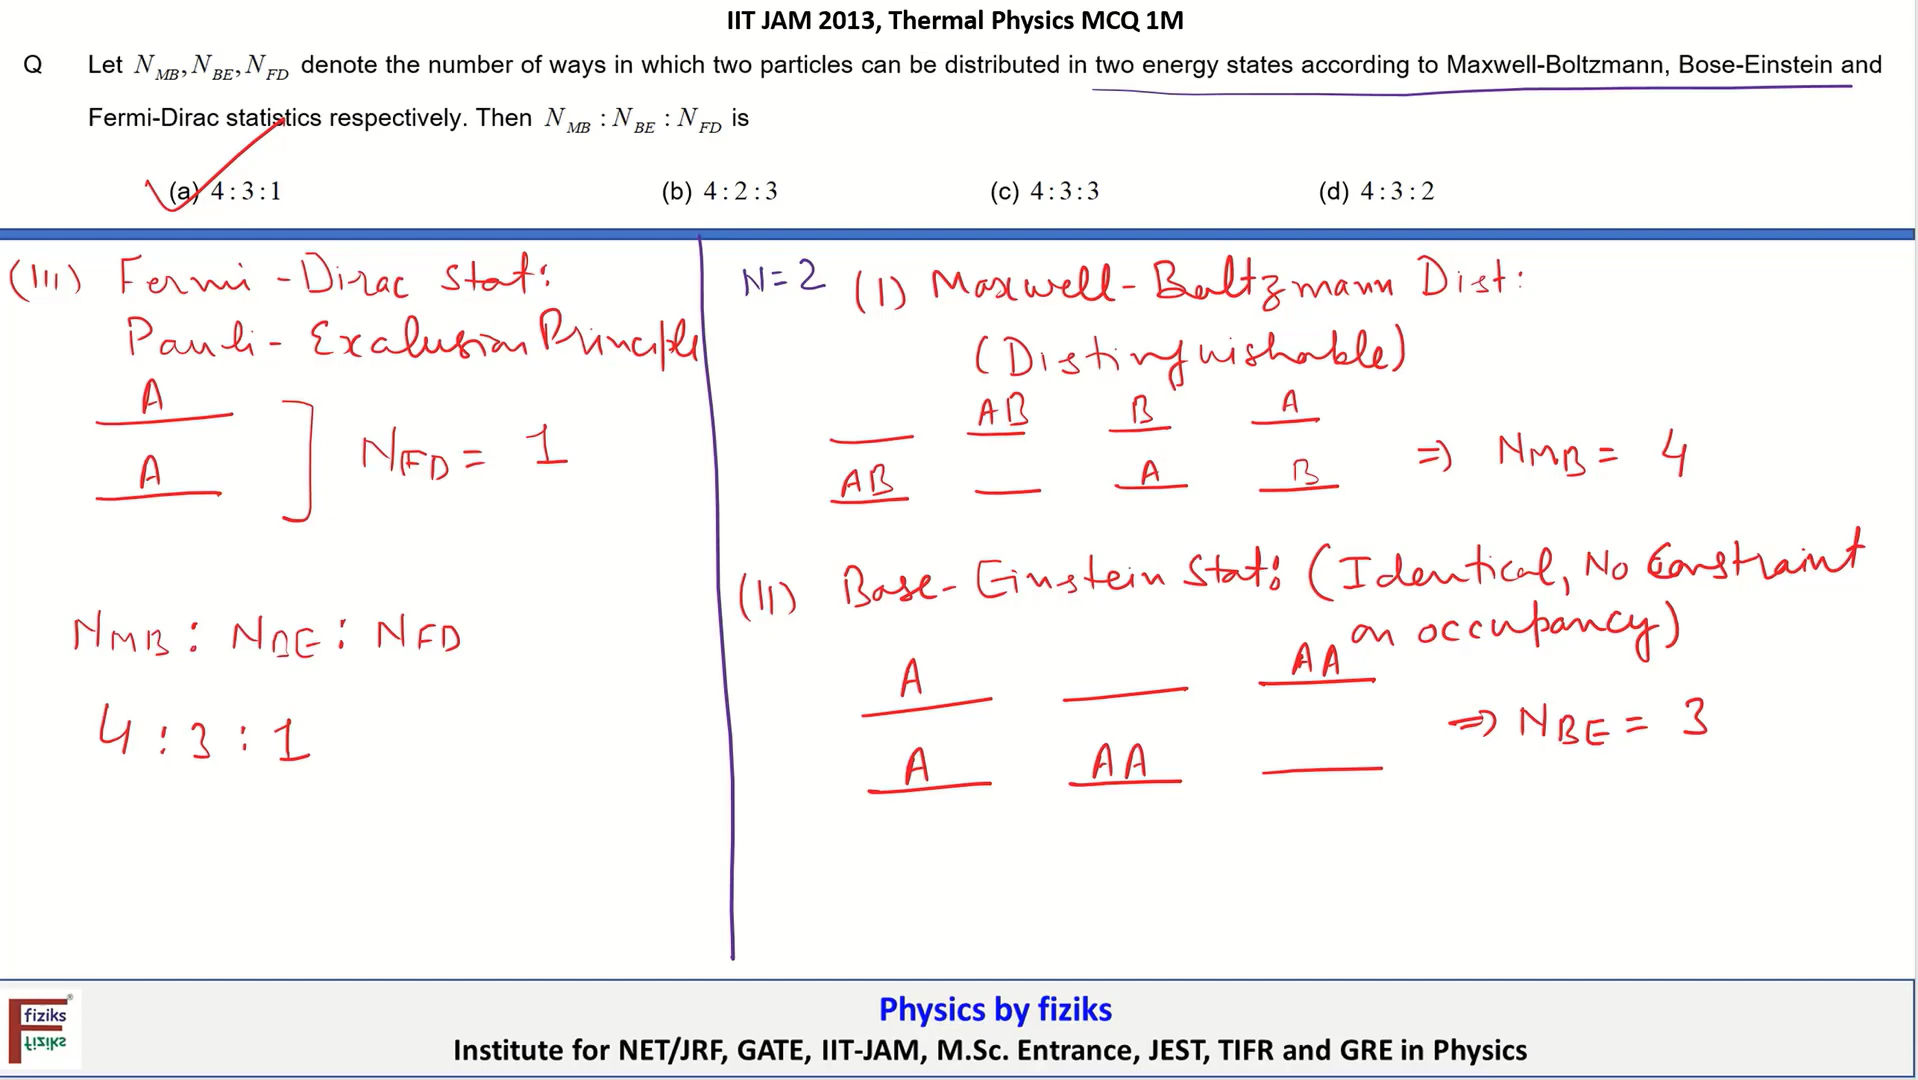 IIT JAM 2013, Thermal Physics MCQ 1M
Q Let N_MB, N_BE, N_FD denote the number of ways in which two particles can be distributed in two energy states according to Maxwell-Boltzmann, Bose-Einstein and
Fermi-Dirac statistics respectively. Then N_MB : N_BE : N_FD is
(a) 4 : 3 : 1 (b) 4 : 2 : 3 (c) 4 : 3 : 3 (d) 4 : 3 : 2
(III) Fermi - Dirac Stat:
Pauli - Exclusion Principle
A
A
N_FD = 1
N_MB : N_BE : N_FD
4 : 3 : 1
N=2 (I) Maxwell - Boltzmann Dist:
(Distinguishable)
AB B A
AB A B
⇒ N_MB = 4
(II) Bose - Einstein Stat: (Identical, No Constraint
on occupancy)
A AA
A AA
⇒ N_BE = 3
fiziks
fiziks
Physics by fiziks
Institute for NET/JRF, GATE, IIT-JAM, M.Sc. Entrance, JEST, TIFR and GRE in Physics